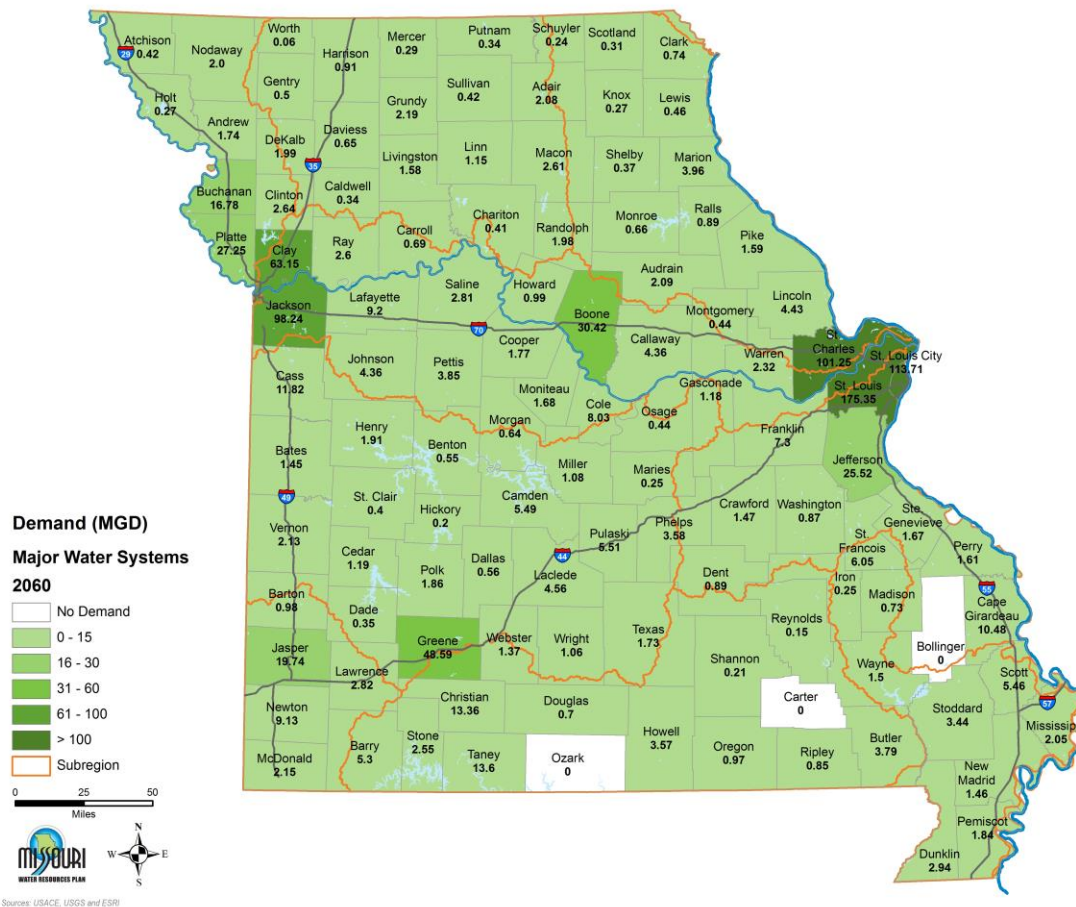 Atchison
0.42
29
Nodaway
2.0
Worth
0.06
Harrison
0.91
Mercer
0.29
Putnam
0.34
Schuyler
0.24
Scotland
0.31
Clark
0.74
Holt
0.27
Gentry
0.5
Sullivan
0.42
Adair
2.08
Knox
0.27
Lewis
0.46
Andrew
1.74
DeKalb
1.99
Daviess
0.65
Grundy
2.19
35
Livingston
1.58
Linn
1.15
Macon
2.61
Shelby
0.37
Marion
3.96
Buchanan
16.78
Clinton
2.64
Caldwell
0.34
Chariton
0.41
Randolph
1.98
Monroe
0.66
Ralls
0.89
Pike
1.59
Platte
27.25
Clay
63.15
Ray
2.6
Carroll
0.69
Audrain
2.09
Lincoln
4.43
Jackson
98.24
Lafayette
9.2
Saline
2.81
70
Howard
0.99
Boone
30.42
Callaway
4.36
Montgomery
0.44
Warren
2.32
St.
Charles
101.25
St. Louis City
113.71
St. Louis
175.35
Cass
11.82
Johnson
4.36
Pettis
3.85
Cooper
1.77
Moniteau
1.68
Cole
8.03
Osage
0.44
Gasconade
1.18
Franklin
7.3
Jefferson
25.52
Bates
1.45
Henry
1.91
Benton
0.55
Morgan
0.64
Miller
1.08
Maries
0.25
49
St. Clair
0.4
Hickory
0.2
Camden
5.49
Pulaski
5.51
Phelps
3.58
Crawford
1.47
Washington
0.87
Ste.
Genevieve
1.67
St.
Francois
6.05
Perry
1.61
Vernon
2.13
Cedar
1.19
Polk
1.86
Dallas
0.56
44
Laclede
4.56
Dent
0.89
Iron
0.25
Madison
0.73
55
Cape
Girardeau
10.48
Barton
0.98
Dade
0.35
Greene
48.59
Webster
1.37
Wright
1.06
Texas
1.73
Reynolds
0.15
Bollinger
0
Jasper
19.74
Lawrence
2.82
Christian
13.36
Douglas
0.7
Shannon
0.21
Carter
0
Wayne
1.5
Scott
5.46
57
Mississip
2.05
Newton
9.13
McDonald
2.15
Barry
5.3
Stone
2.55
Taney
13.6
Ozark
0
Howell
3.57
Oregon
0.97
Ripley
0.85
Butler
3.79
Stoddard
3.44
New
Madrid
1.46
Pemiscot
1.84
Dunklin
2.94
Demand (MGD)
Major Water Systems
2060
No Demand
0 - 15
16 - 30
31 - 60
61 - 100
> 100
Subregion
0 25 50
Miles
MISSOURI
WATER RESOURCES PLAN
N
W E
S
Sources: USACE, USGS and ESRI